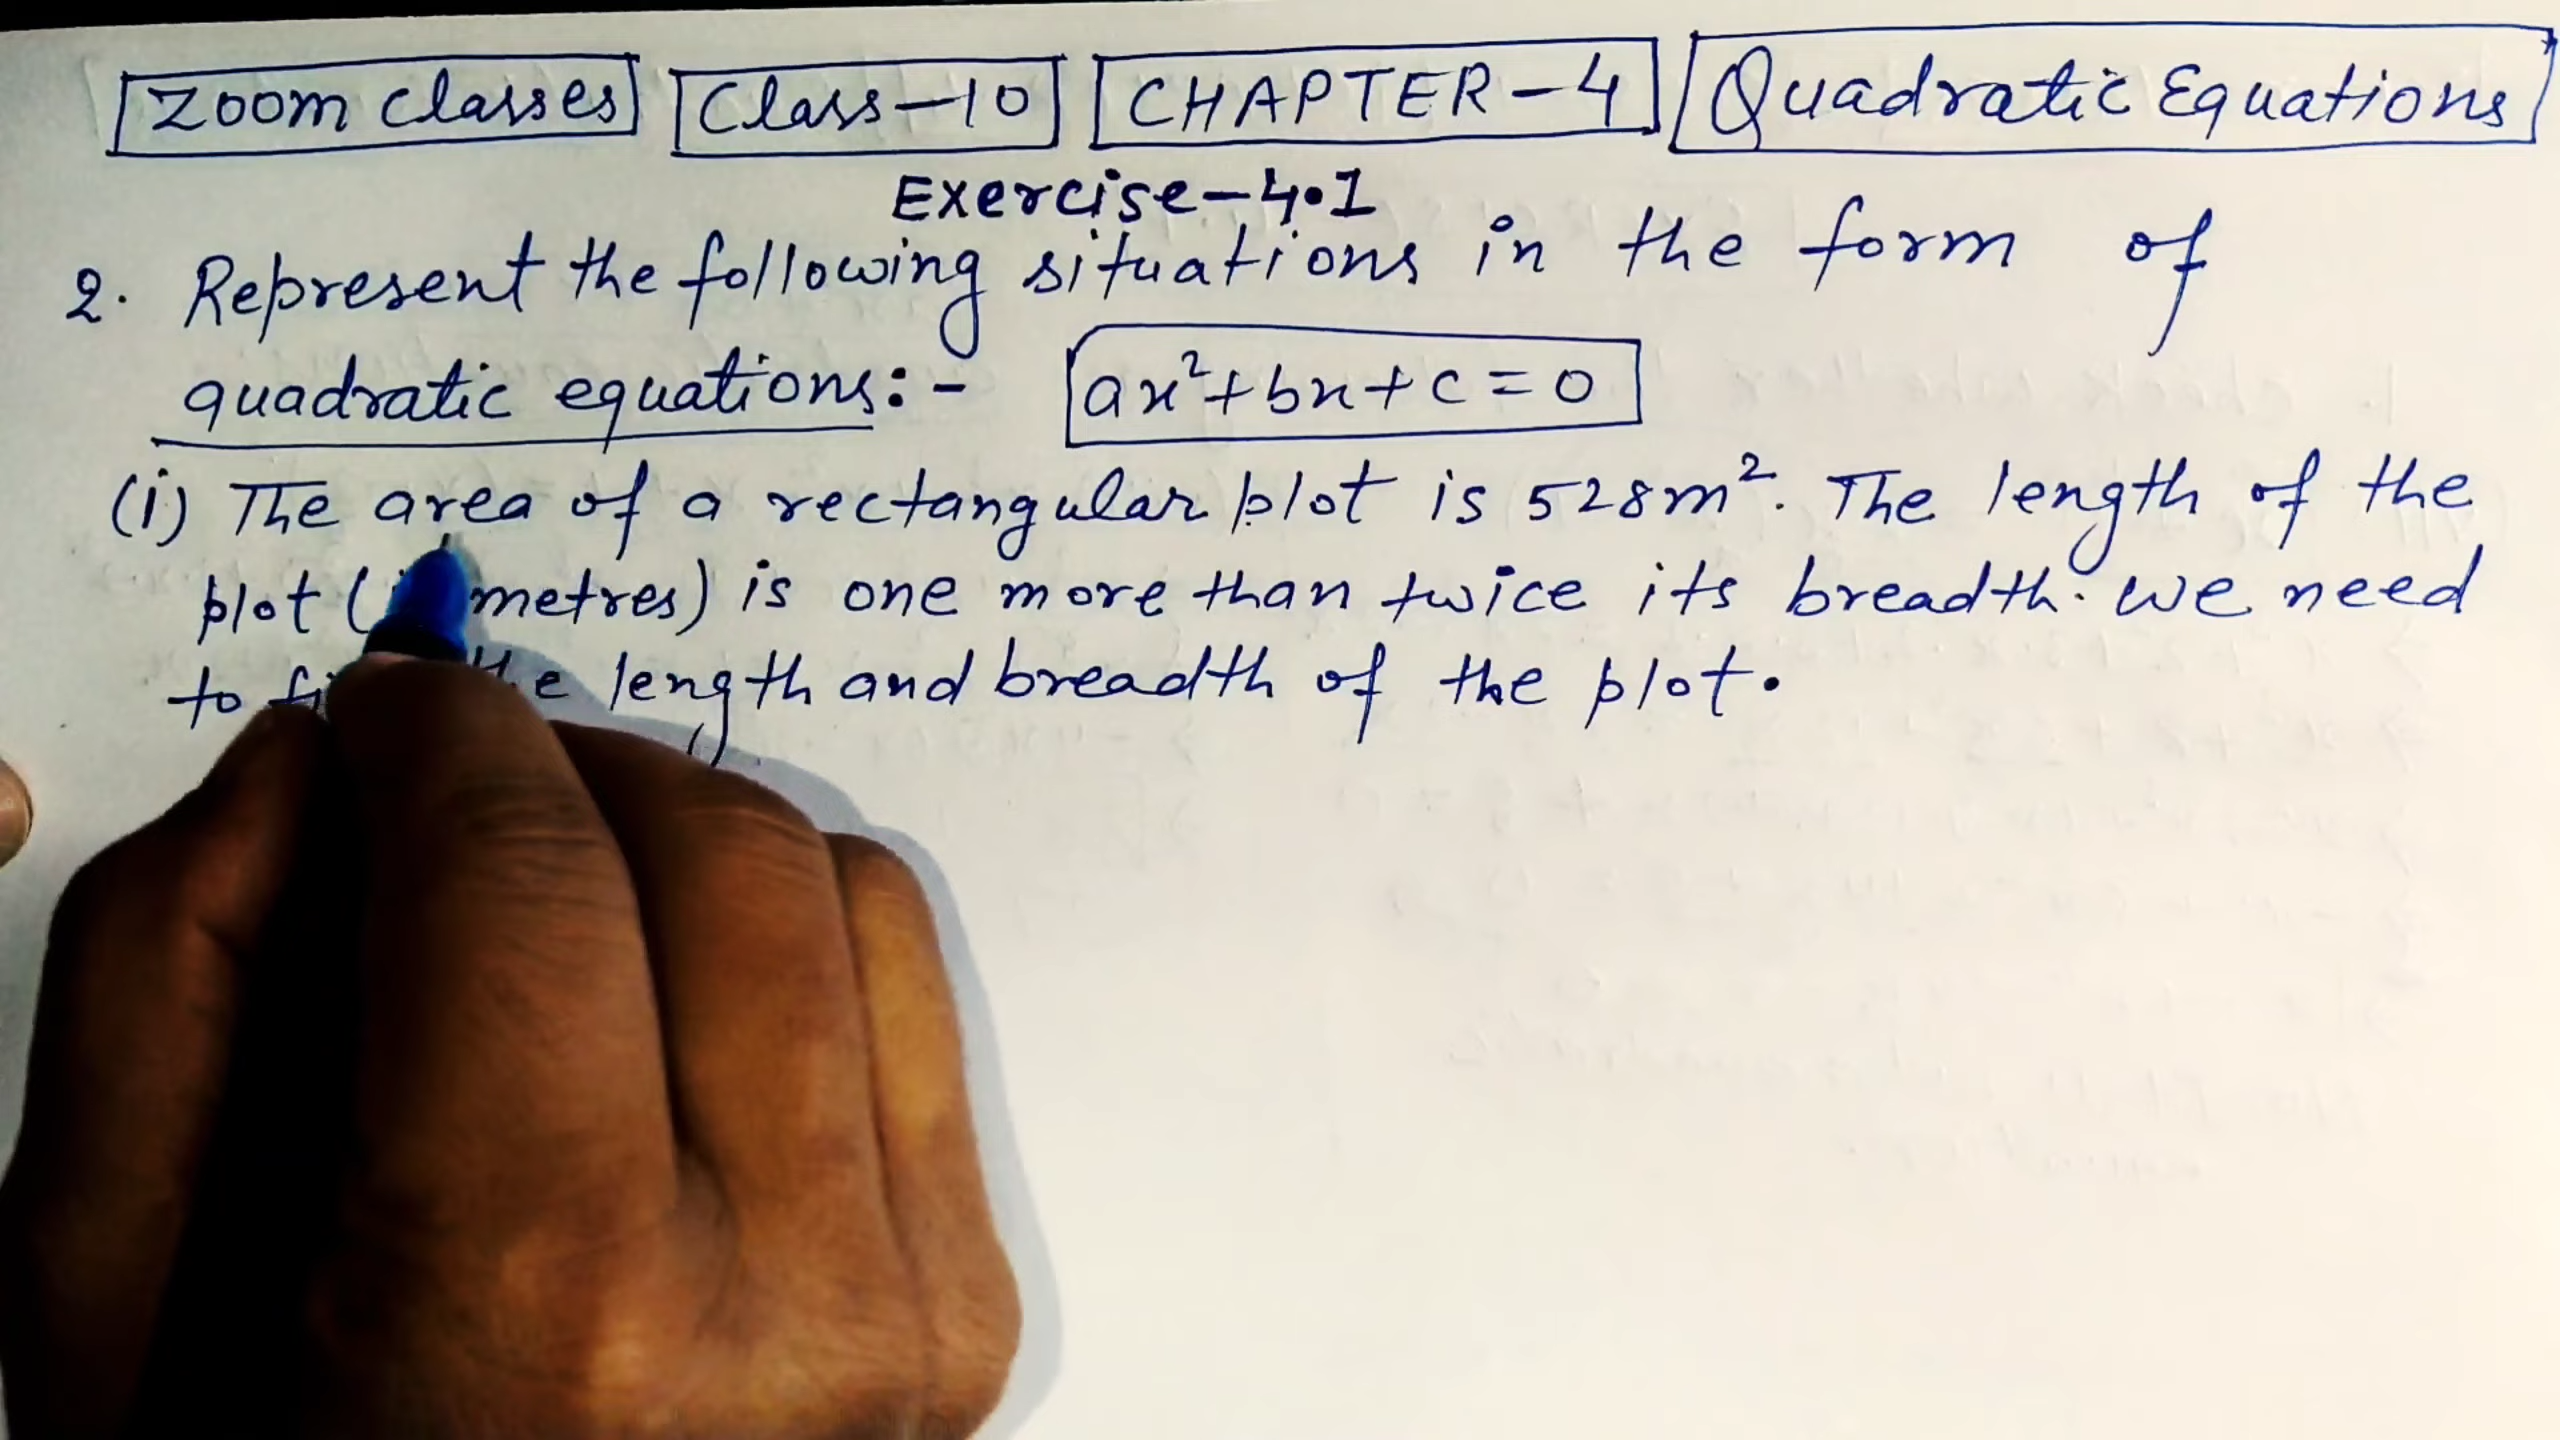 Zoom Classes Class-10 CHAPTER-4 Quadratic Equations
Exercise-4.1
2. Represent the following situations in the form of
quadratic equations:- ax²+bx+c=0
(i) The area of a rectangular plot is 528m². The length of the
plot ( metres) is one more than twice its breadth. We need
to length and breadth of the plot.